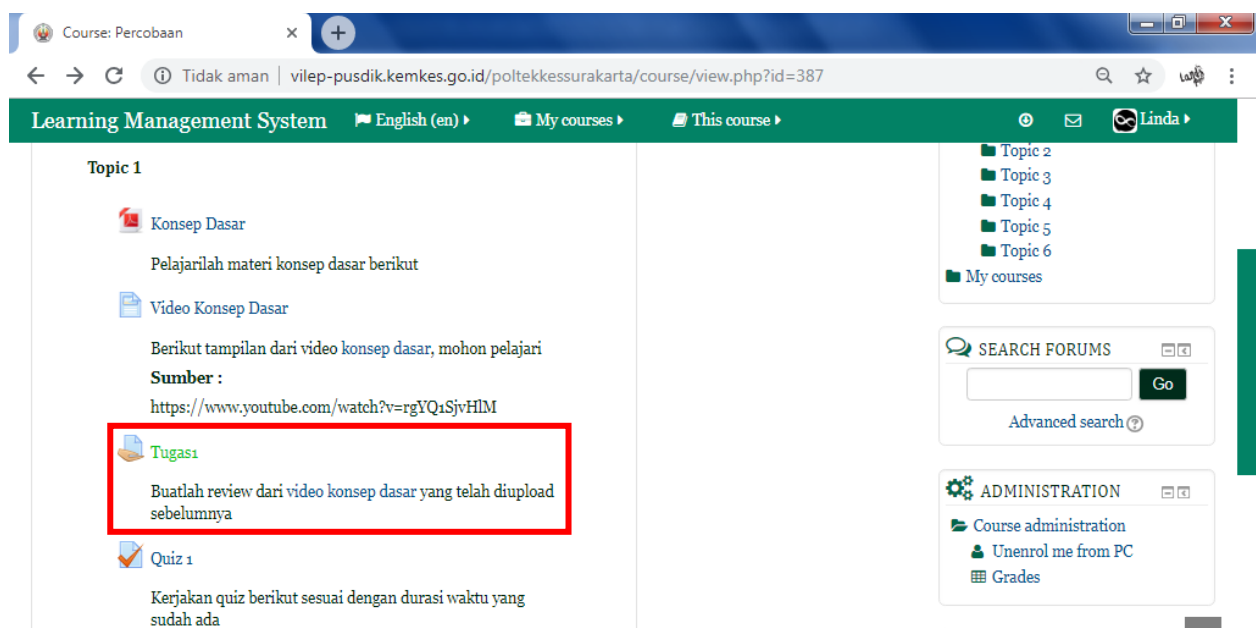 Course: Percobaan
Tidak aman | vilep-pusdik.kemkes.go.id/poltekkessurakarta/course/view.php?id=387
Learning Management System English (en) My courses This course Linda
Topic 1
Konsep Dasar
Pelajarilah materi konsep dasar berikut
Video Konsep Dasar
Berikut tampilan dari video konsep dasar, mohon pelajari
Sumber :
https://www.youtube.com/watch?v=rgYQ1SjvHlM
Tugas1
Buatlah review dari video konsep dasar yang telah diupload
sebelumnya
Quiz 1
Kerjakan quiz berikut sesuai dengan durasi waktu yang
sudah ada
Topic 2
Topic 3
Topic 4
Topic 5
Topic 6
My courses
SEARCH FORUMS
Go
Advanced search
ADMINISTRATION
Course administration
Unenrol me from PC
Grades